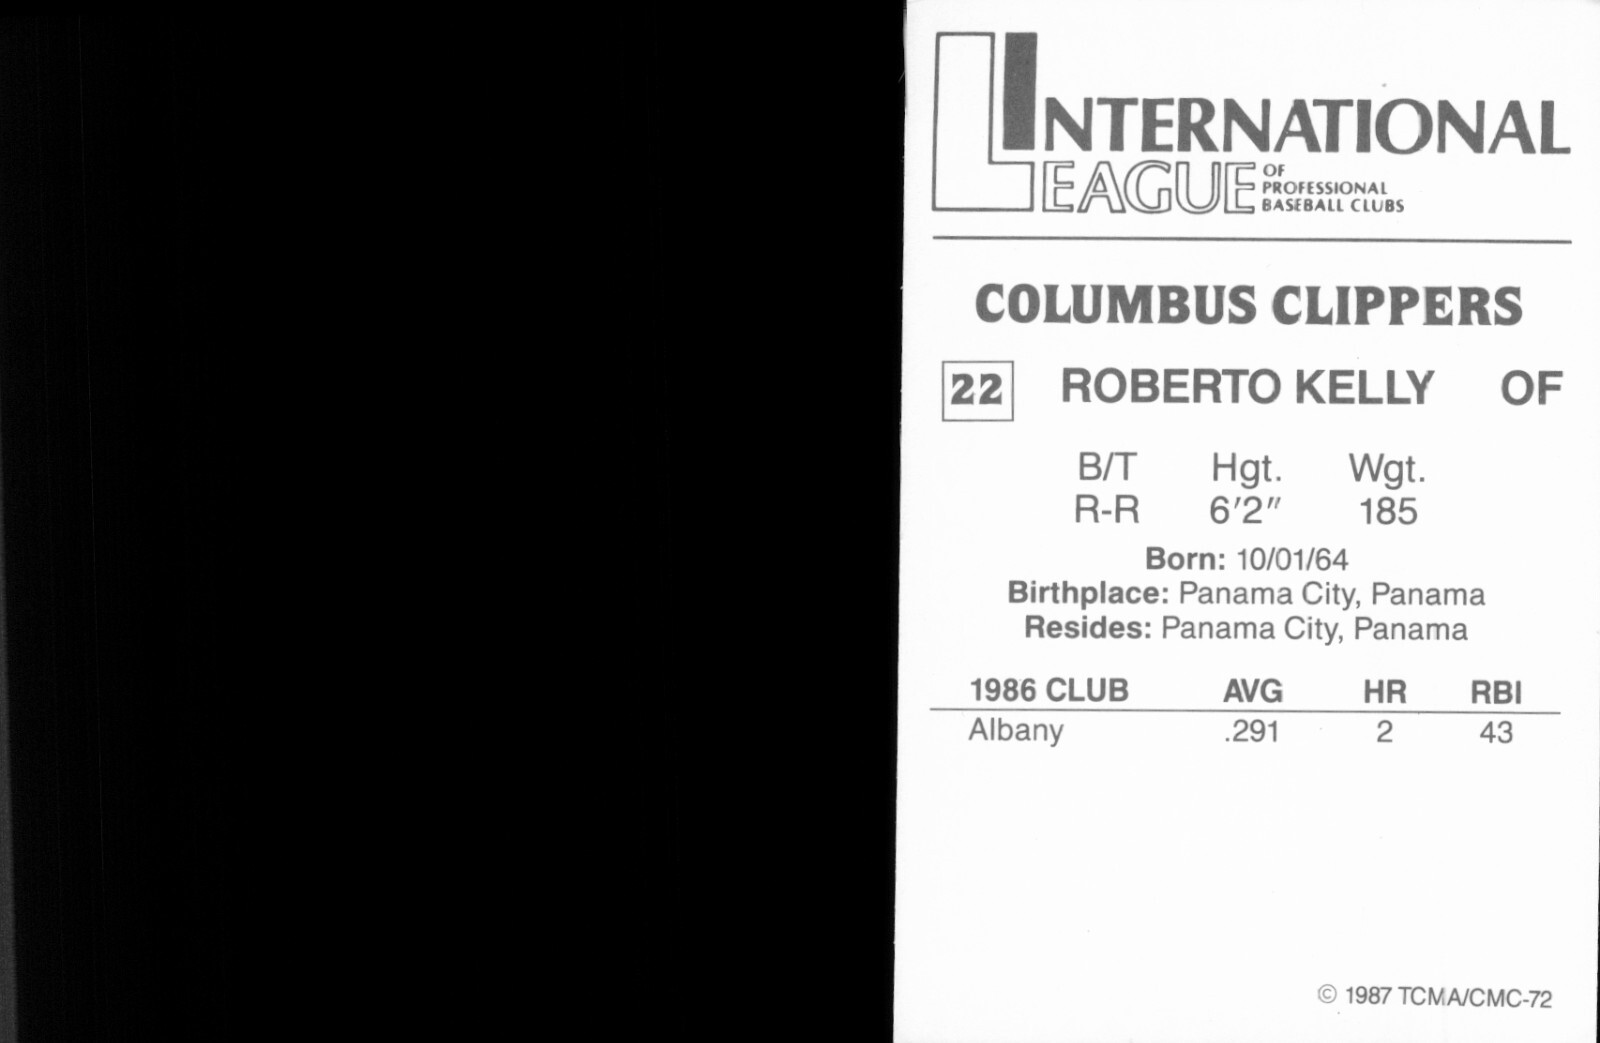 INTERNATIONAL
LEAGUE OF
PROFESSIONAL
BASEBALL CLUBS
COLUMBUS CLIPPERS
22 ROBERTO KELLY OF
B/T Hgt. Wgt.
R-R 6'2" 185
Born: 10/01/64
Birthplace: Panama City, Panama
Resides: Panama City, Panama
1986 CLUB AVG HR RBI
Albany .291 2 43
© 1987 TCMA/CMC-72